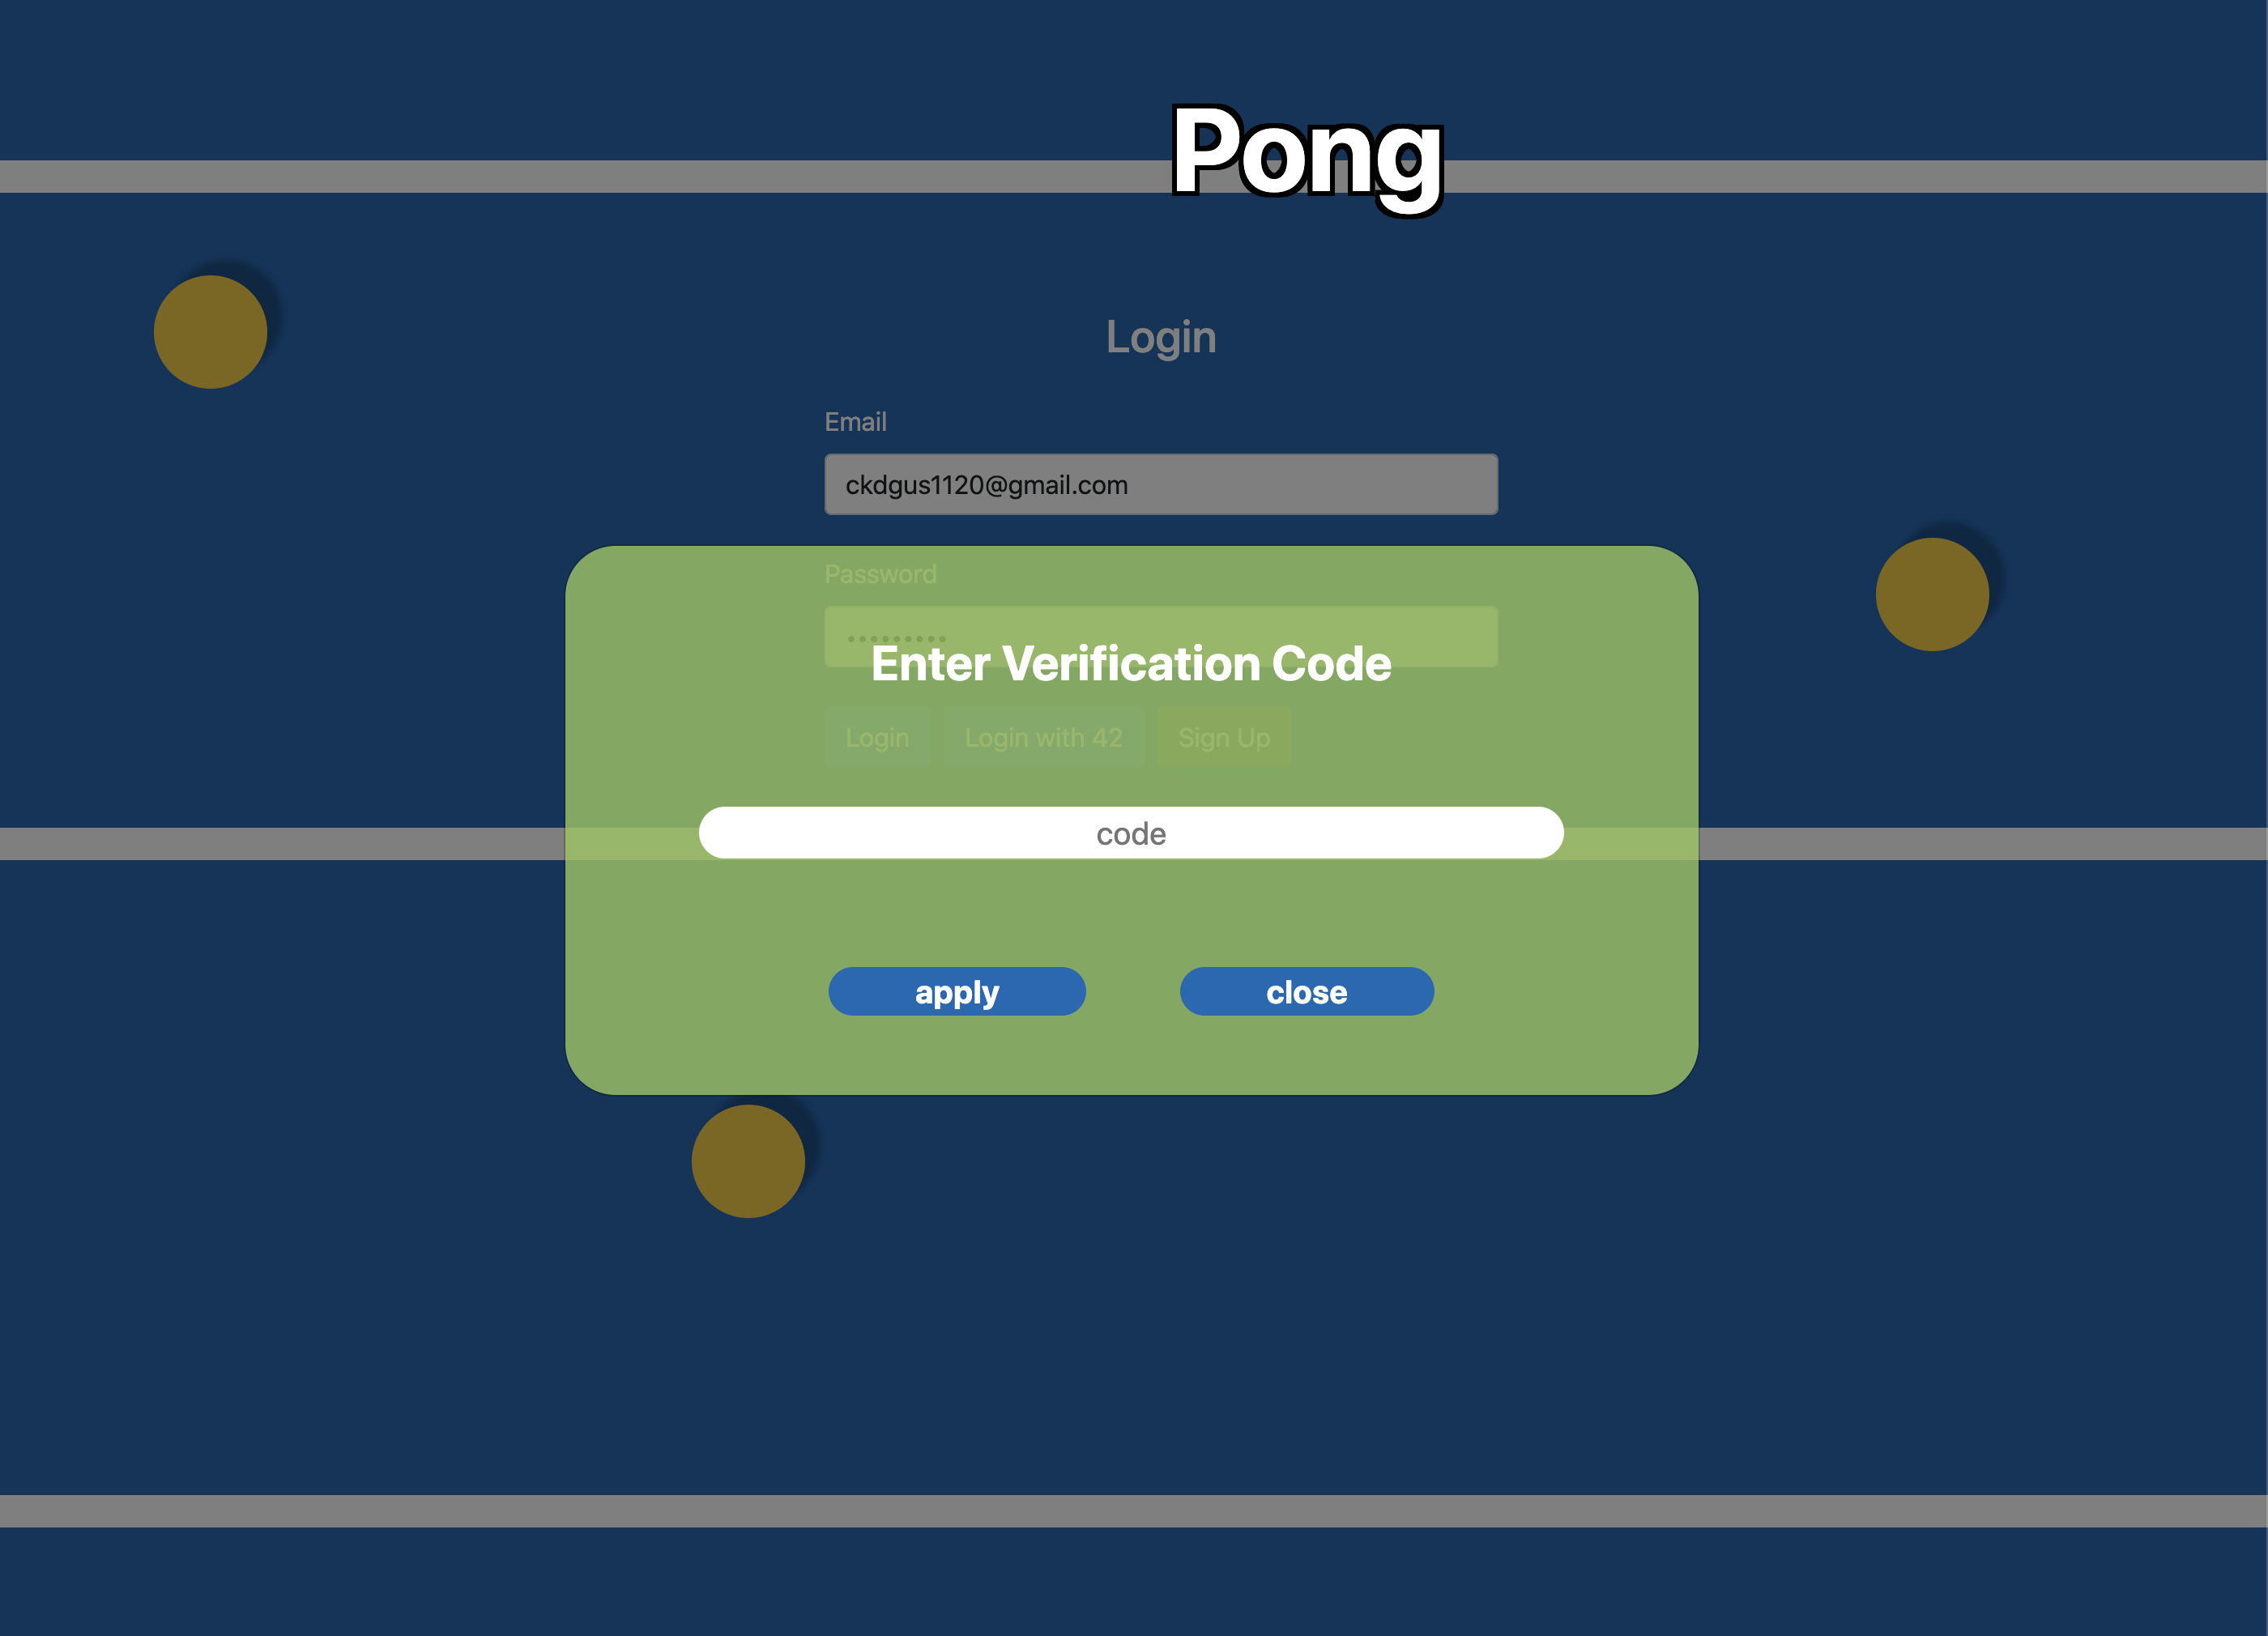 Pong
Login
Email
ckdgus1120@gmail.com
Password
•••••••••
Enter Verification Code
Login Login with 42 Sign Up
code
apply close